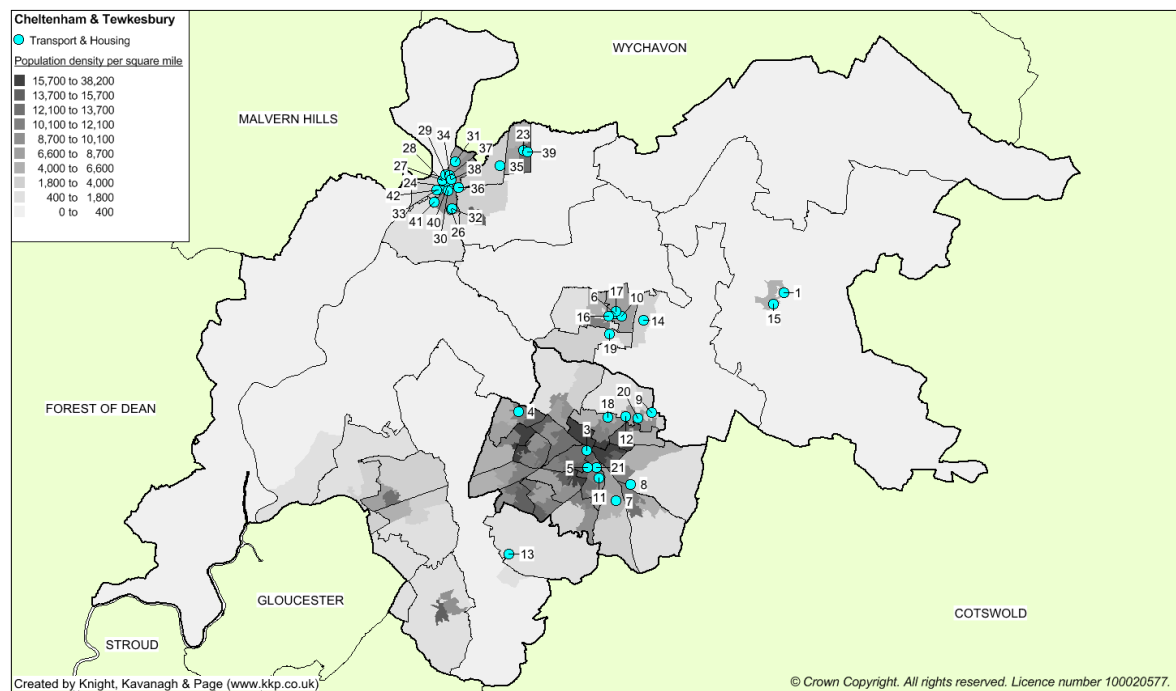 Cheltenham & Tewkesbury
Transport & Housing
Population density per square mile
15,700 to 38,200
13,700 to 15,700
12,100 to 13,700
10,100 to 12,100
8,700 to 10,100
6,600 to 8,700
4,000 to 6,600
1,800 to 4,000
400 to 1,800
0 to 400
WYCHAVON
MALVERN HILLS
29
34
31
37
23
28
39
27
38
35
24
36
42
33
41
40
32
30
26
1
15
6
17
10
16
14
19
FOREST OF DEAN
4
18
20
9
3
12
5
21
8
11
7
13
GLOUCESTER
COTSWOLD
STROUD
Created by Knight, Kavanagh & Page (www.kkp.co.uk)
© Crown Copyright. All rights reserved. Licence number 100020577.